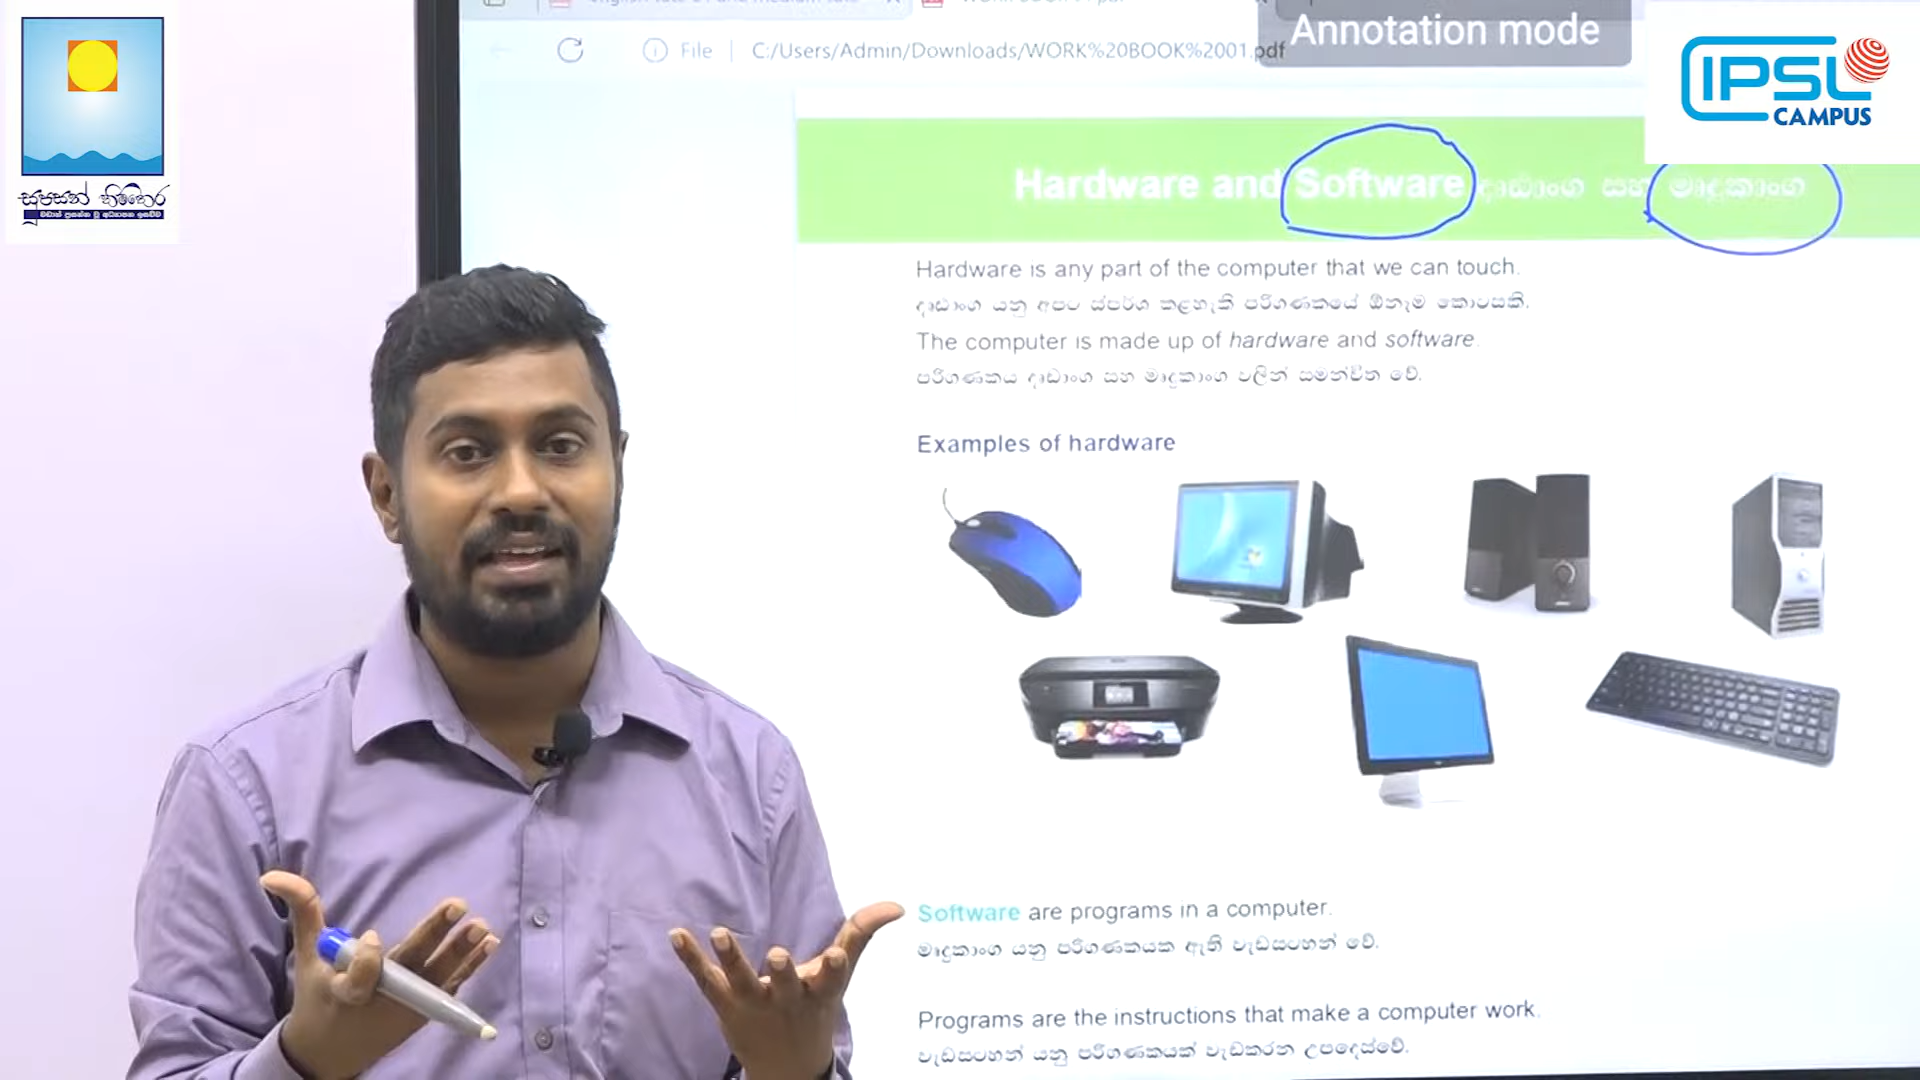 Annotation mode
File C:/Users/Admin/Downloads/WORK%20BOOK%2001.pdf
IPSL
CAMPUS
Hardware and Software දෘඩාංග සහ මෘදුකාංග
Hardware is any part of the computer that we can touch.
දෘඩාංග යනු අපට ස්පර්ශ කළහැකි පරිගණකයේ ඕනෑම කොටසකි.
The computer is made up of hardware and software.
පරිගණකය දෘඩාංග සහ මෘදුකාංග වලින් සමන්විත වේ.
Examples of hardware
Software are programs in a computer.
මෘදුකාංග යනු පරිගණකයක ඇති වැඩසටහන් වේ.
Programs are the instructions that make a computer work.
වැඩසටහන් යනු පරිගණකයක් වැඩකරන උපදෙස්වේ.